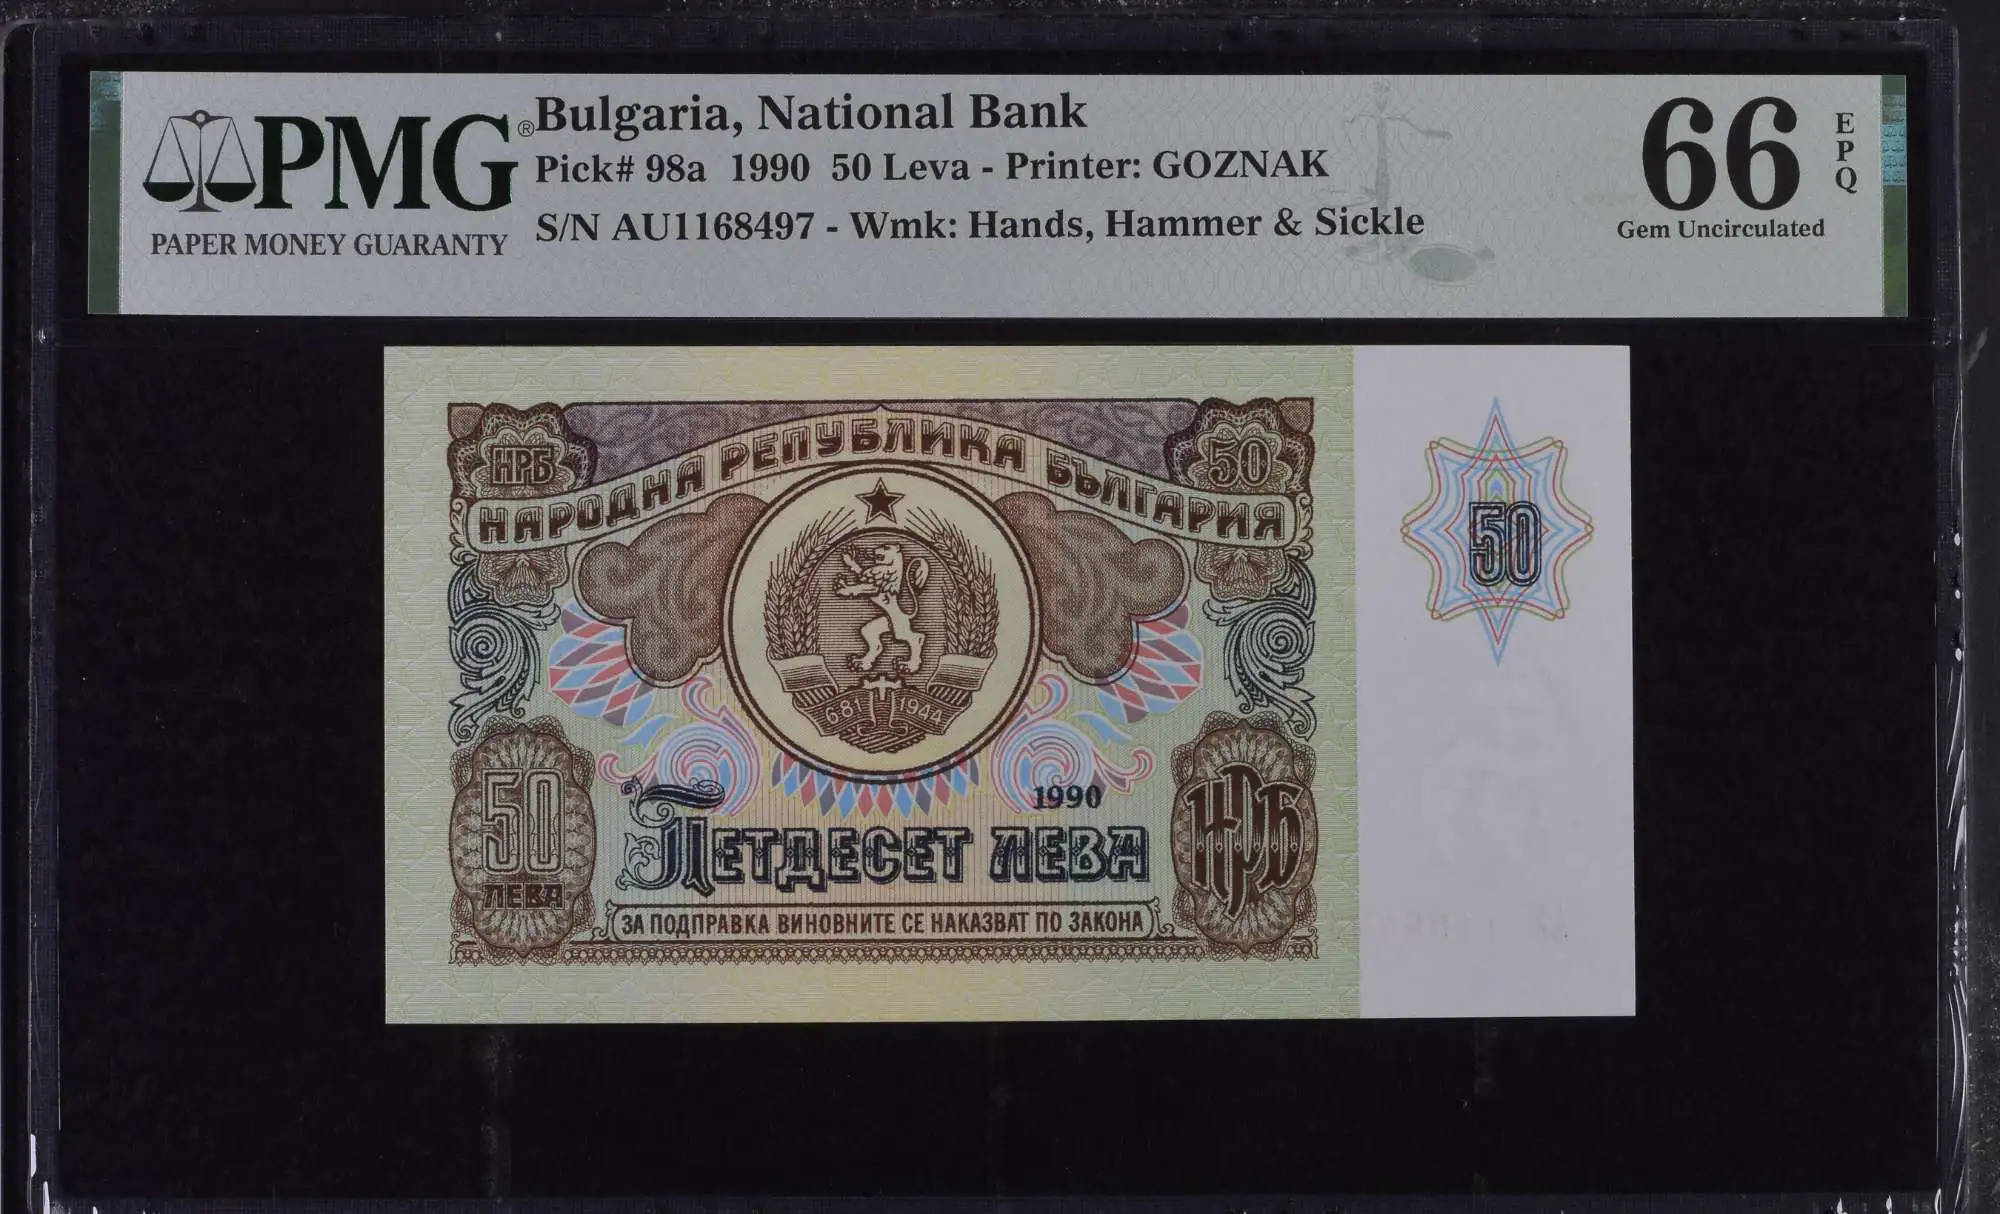 PMG®
PAPER MONEY GUARANTY
Bulgaria, National Bank
Pick# 98a 1990 50 Leva - Printer: GOZNAK
S/N AU1168497 - Wmk: Hands, Hammer & Sickle
66
EPQ
Gem Uncirculated
НРБ
50
НАРОДНА РЕПУБЛИКА БЪЛГАРИЯ
50
681 1944
1990
50
ЛЕВА
ПЕТДЕСЕТ ЛЕВА
НРБ
ЗА ПОДПРАВКА ВИНОВНИТЕ СЕ НАКАЗВАТ ПО ЗАКОНА